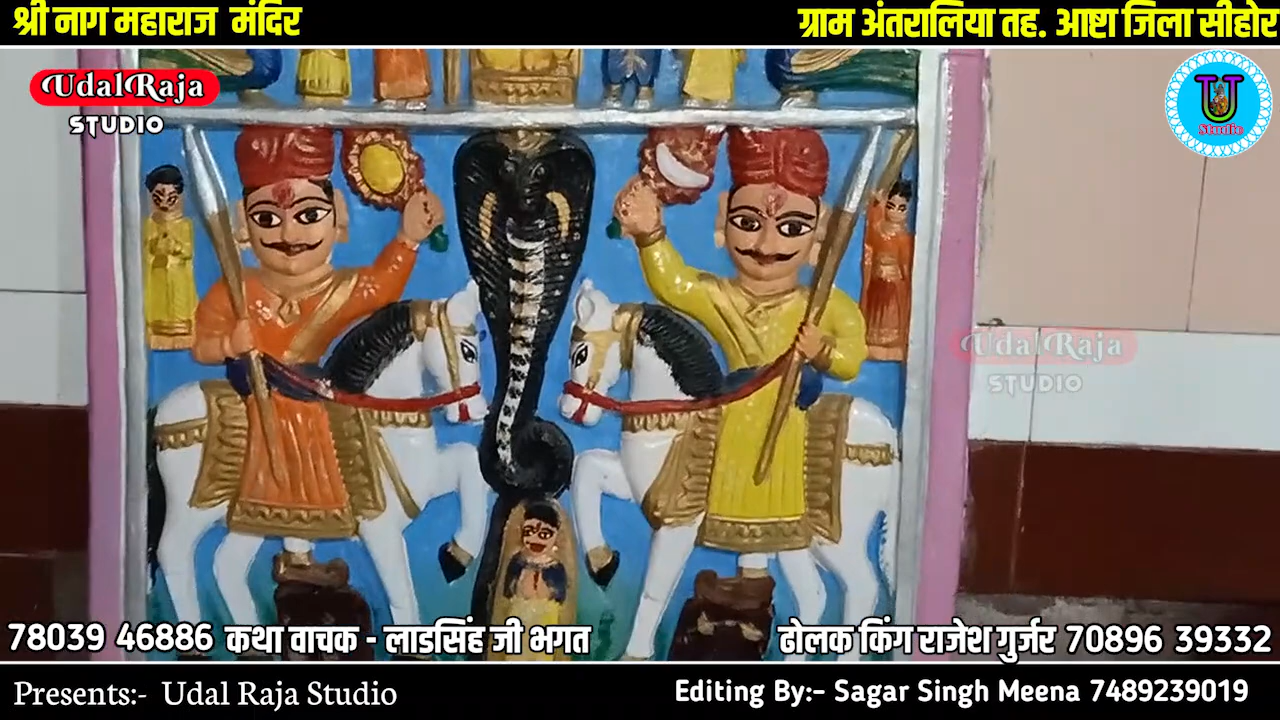 श्री नाग महाराज मंदिर
ग्राम अंतरालिया तह. आष्टा जिला सीहोर
UdalRaja
STUDIO
U
Studio
UdalRaja
STUDIO
78039 46886 कथा वाचक - लाडसिंह जी भगत
ढोलक किंग राजेश गुर्जर 70896 39332
Presents:- Udal Raja Studio
Editing By:- Sagar Singh Meena 7489239019